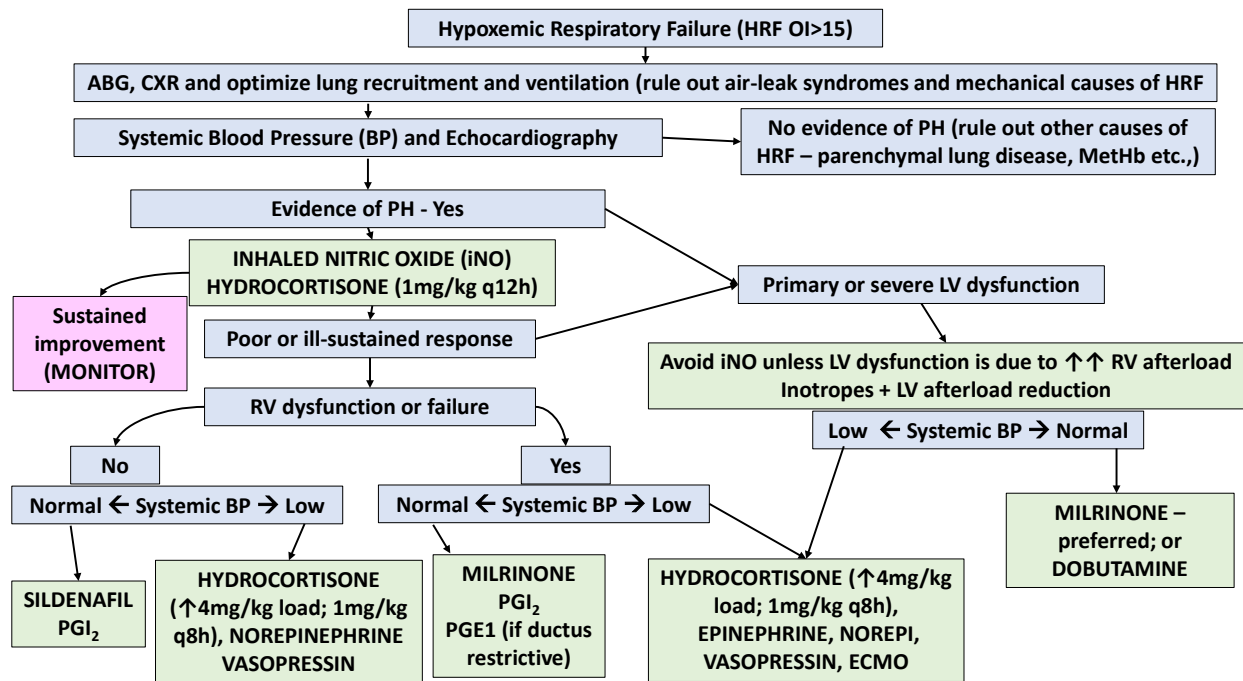 Hypoxemic Respiratory Failure (HRF OI>15)
ABG, CXR and optimize lung recruitment and ventilation (rule out air-leak syndromes and mechanical causes of HRF
Systemic Blood Pressure (BP) and Echocardiography
No evidence of PH (rule out other causes of
HRF – parenchymal lung disease, MetHb etc.,)
Evidence of PH - Yes
INHALED NITRIC OXIDE (iNO)
HYDROCORTISONE (1mg/kg q12h)
Primary or severe LV dysfunction
Sustained
improvement
(MONITOR)
Poor or ill-sustained response
Avoid iNO unless LV dysfunction is due to ↑↑ RV afterload
Inotropes + LV afterload reduction
RV dysfunction or failure
Low ← Systemic BP → Normal
No
Yes
Normal ← Systemic BP → Low
Normal ← Systemic BP → Low
MILRINONE –
preferred; or
DOBUTAMINE
SILDENAFIL
PGI₂
HYDROCORTISONE
(↑4mg/kg load; 1mg/kg
q8h), NOREPINEPHRINE
VASOPRESSIN
MILRINONE
PGI₂
PGE1 (if ductus
restrictive)
HYDROCORTISONE (↑4mg/kg
load; 1mg/kg q8h),
EPINEPHRINE, NOREPI,
VASOPRESSIN, ECMO